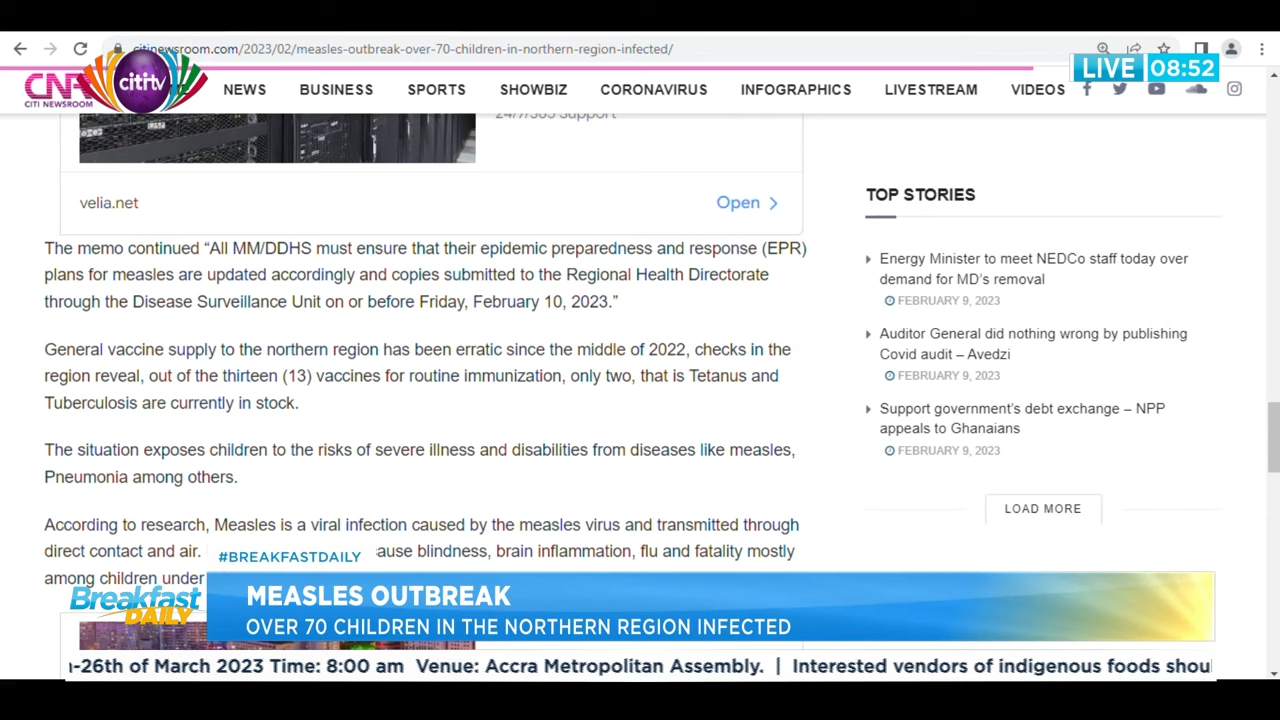 citinewsroom.com/2023/02/measles-outbreak-over-70-children-in-northern-region-infected/
CNR
CITI NEWSROOM
citi tv
NEWS
BUSINESS
SPORTS
SHOWBIZ
CORONAVIRUS
INFOGRAPHICS
LIVESTREAM
VIDEOS
LIVE 08:52
24/7/365 support
velia.net
Open
The memo continued “All MM/DDHS must ensure that their epidemic preparedness and response (EPR)
plans for measles are updated accordingly and copies submitted to the Regional Health Directorate
through the Disease Surveillance Unit on or before Friday, February 10, 2023.”
General vaccine supply to the northern region has been erratic since the middle of 2022, checks in the
region reveal, out of the thirteen (13) vaccines for routine immunization, only two, that is Tetanus and
Tuberculosis are currently in stock.
The situation exposes children to the risks of severe illness and disabilities from diseases like measles,
Pneumonia among others.
According to research, Measles is a viral infection caused by the measles virus and transmitted through
direct contact and air. ause blindness, brain inflammation, flu and fatality mostly
among children under
TOP STORIES
Energy Minister to meet NEDCo staff today over
demand for MD’s removal
FEBRUARY 9, 2023
Auditor General did nothing wrong by publishing
Covid audit – Avedzi
FEBRUARY 9, 2023
Support government’s debt exchange – NPP
appeals to Ghanaians
FEBRUARY 9, 2023
LOAD MORE
#BREAKFASTDAILY
Breakfast
DAILY
MEASLES OUTBREAK
OVER 70 CHILDREN IN THE NORTHERN REGION INFECTED
-26th of March 2023 Time: 8:00 am Venue: Accra Metropolitan Assembly. | Interested vendors of indigenous foods shou